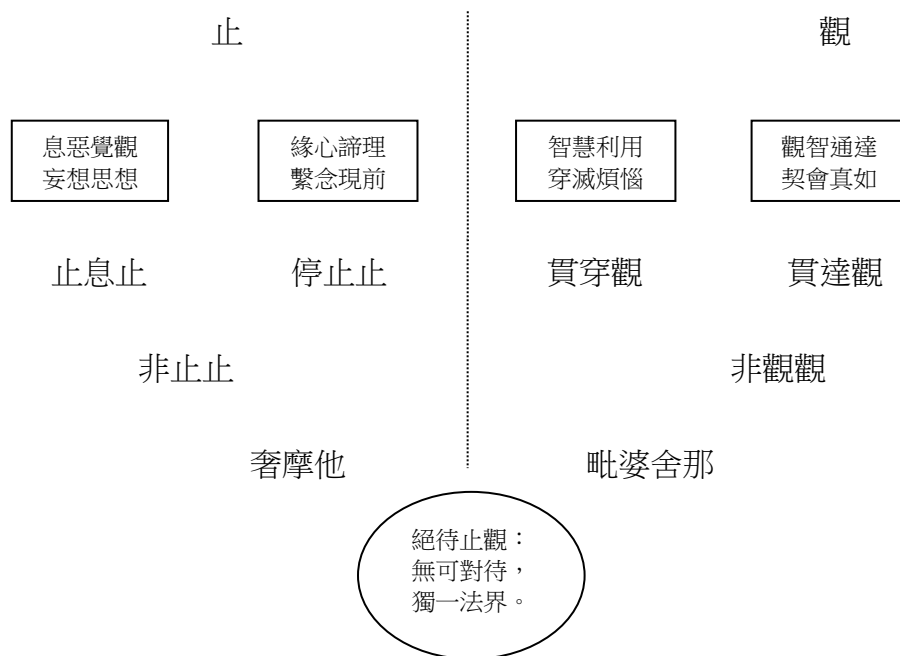 止 觀
息惡覺觀 緣心諦理 智慧利用 觀智通達
妄想思想 繫念現前 穿滅煩惱 契會真如
止息止 停止止 貫穿觀 貫達觀
非止止 非觀觀
奢摩他 毗婆舍那
絕待止觀：
無可對待，
獨一法界。